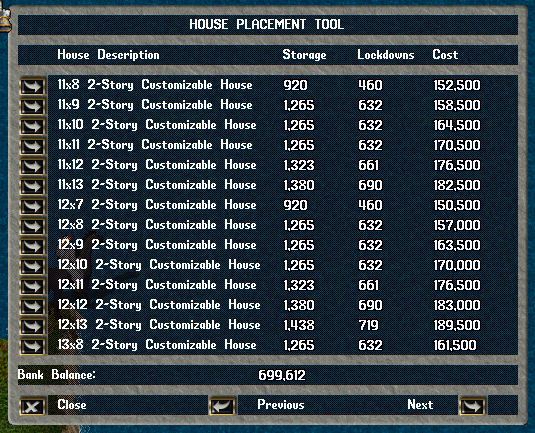 HOUSE PLACEMENT TOOL
House Description Storage Lockdowns Cost
11x8 2-Story Customizable House 920 460 152,500
11x9 2-Story Customizable House 1,265 632 158,500
11x10 2-Story Customizable House 1,265 632 164,500
11x11 2-Story Customizable House 1,265 632 170,500
11x12 2-Story Customizable House 1,323 661 176,500
11x13 2-Story Customizable House 1,380 690 182,500
12x7 2-Story Customizable House 920 460 150,500
12x8 2-Story Customizable House 1,265 632 157,000
12x9 2-Story Customizable House 1,265 632 163,500
12x10 2-Story Customizable House 1,265 632 170,000
12x11 2-Story Customizable House 1,323 661 176,500
12x12 2-Story Customizable House 1,380 690 183,000
12x13 2-Story Customizable House 1,438 719 189,500
13x8 2-Story Customizable House 1,265 632 161,500
Bank Balance: 699,612
Close Previous Next